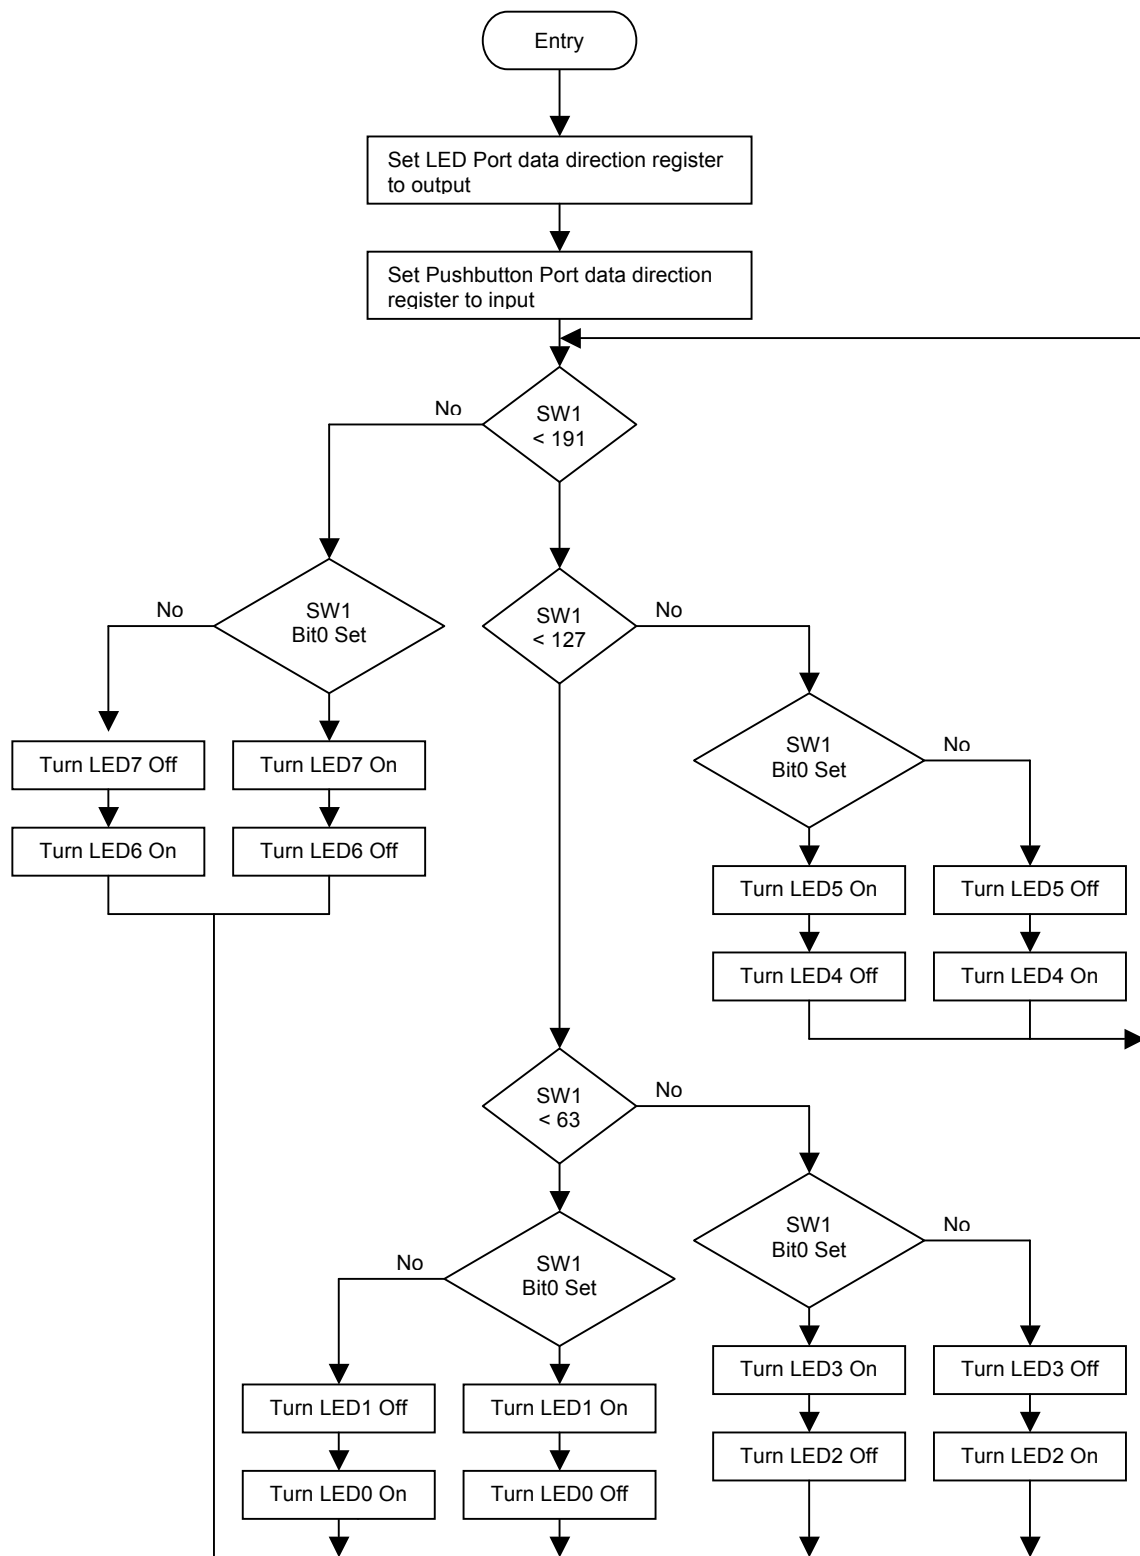 Entry
Set LED Port data direction register
to output
Set Pushbutton Port data direction
register to input
No
SW1
< 191
No
SW1
Bit0 Set
SW1
< 127
No
SW1
Bit0 Set
No
Turn LED7 Off
Turn LED7 On
Turn LED6 On
Turn LED6 Off
Turn LED5 On
Turn LED5 Off
Turn LED4 Off
Turn LED4 On
SW1
< 63
No
No
SW1
Bit0 Set
SW1
Bit0 Set
No
Turn LED1 Off
Turn LED1 On
Turn LED3 On
Turn LED3 Off
Turn LED0 On
Turn LED0 Off
Turn LED2 Off
Turn LED2 On